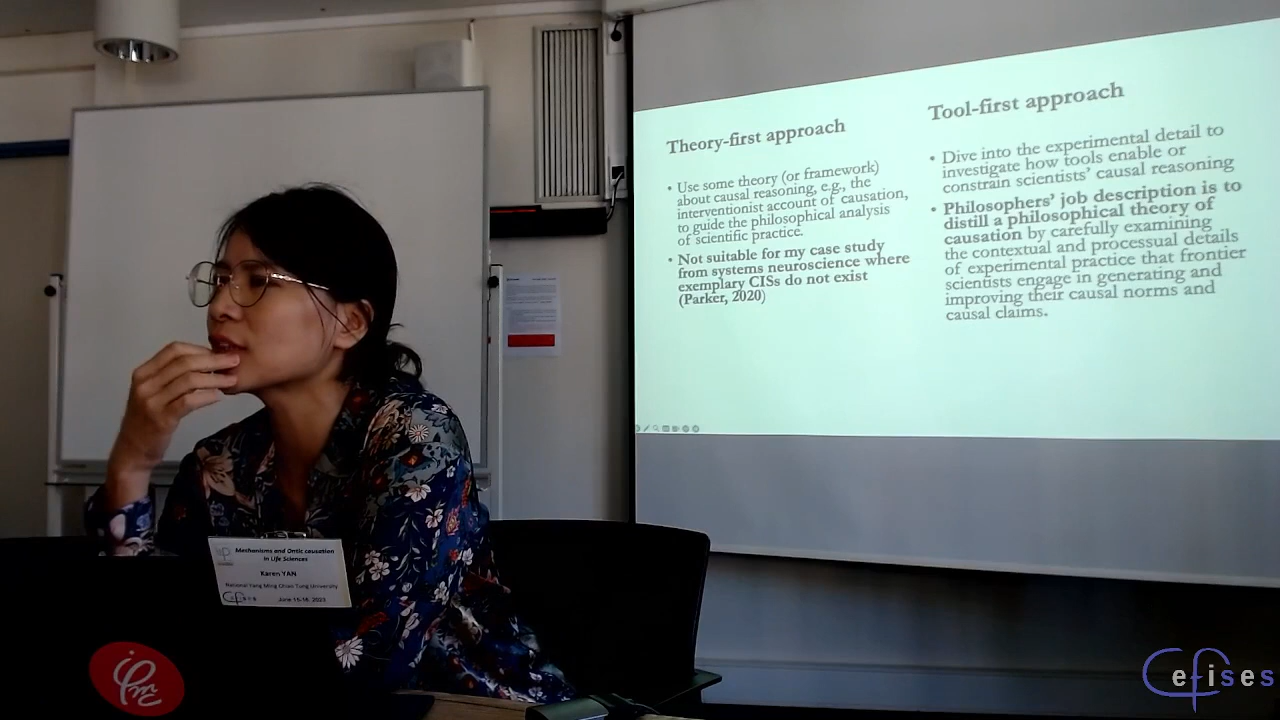 Theory-first approach
• Use some theory (or framework)
about causal reasoning, e.g., the
interventionist account of causation,
to guide the philosophical analysis
of scientific practice.
• Not suitable for my case study
from systems neuroscience where
exemplary CISs do not exist
(Parker, 2020)
Tool-first approach
• Dive into the experimental detail to
investigate how tools enable or
constrain scientists' causal reasoning
• Philosophers' job description is to
distill a philosophical theory of
causation by carefully examining
the contextual and processual details
of experimental practice that frontier
scientists engage in generating and
improving their causal norms and
causal claims.
Mechanisms and Ontic causation
in Life Sciences
Karen YAN
National Yang Ming Chiao Tung University
June 15-16, 2023
Cefises